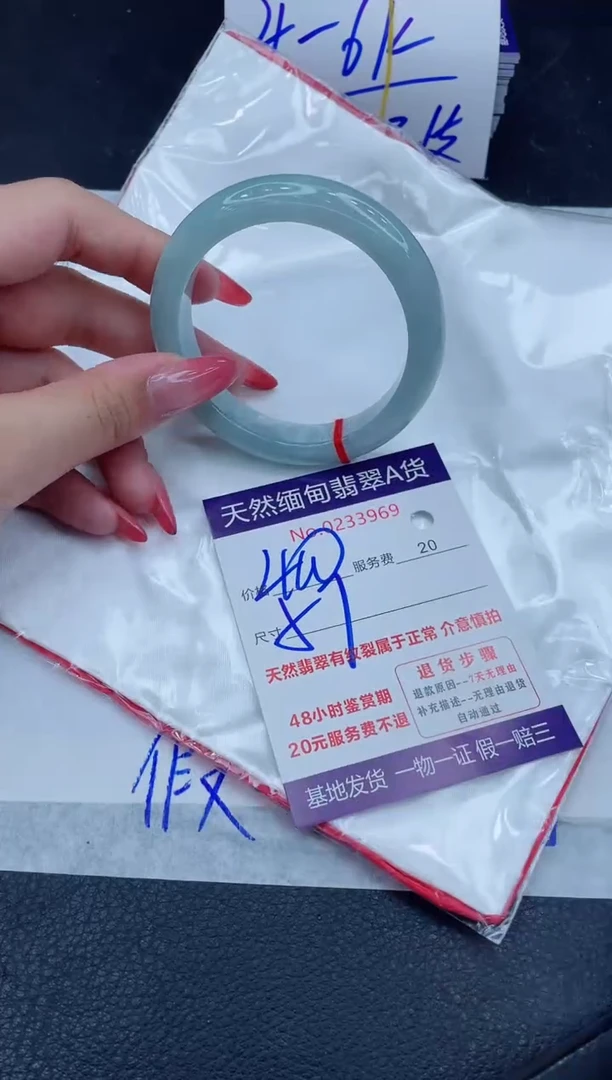 4-6k
天然缅甸翡翠A货
No.0233969
价格 服务费 20
尺寸
天然翡翠有纹裂属于正常 介意慎拍
48小时鉴赏期
20元服务费不退
退货步骤
退款原因--7天无理由
补充描述--无理由退货
自动通过
基地发货 一物一证 假一赔三
假